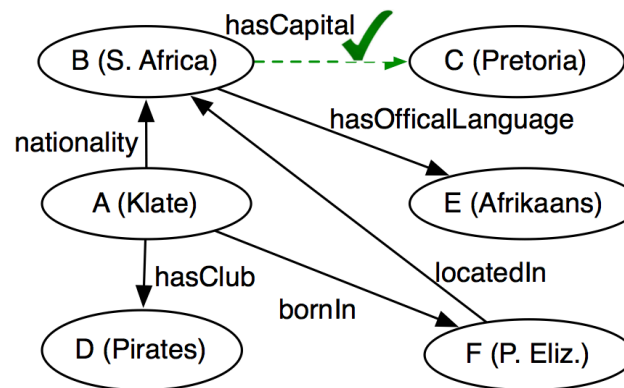 hasCapital
B (S. Africa)
C (Pretoria)
hasOfficalLanguage
nationality
A (Klate)
E (Afrikaans)
hasClub
locatedIn
bornIn
D (Pirates)
F (P. Eliz.)